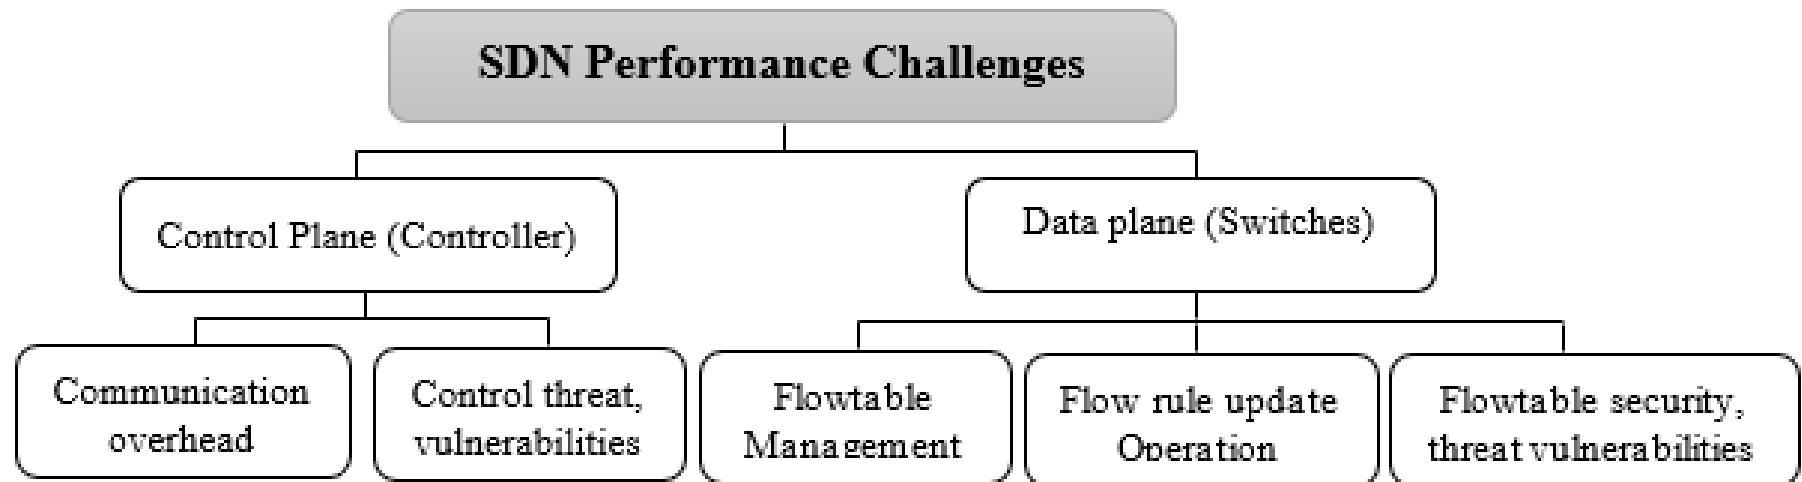 SDN Performance Challenges
Control Plane (Controller)
Data plane (Switches)
Communication
overhead
Control threat,
vulnerabilities
Flowtable
Management
Flow rule update
Operation
Flowtable security,
threat vulnerabilities